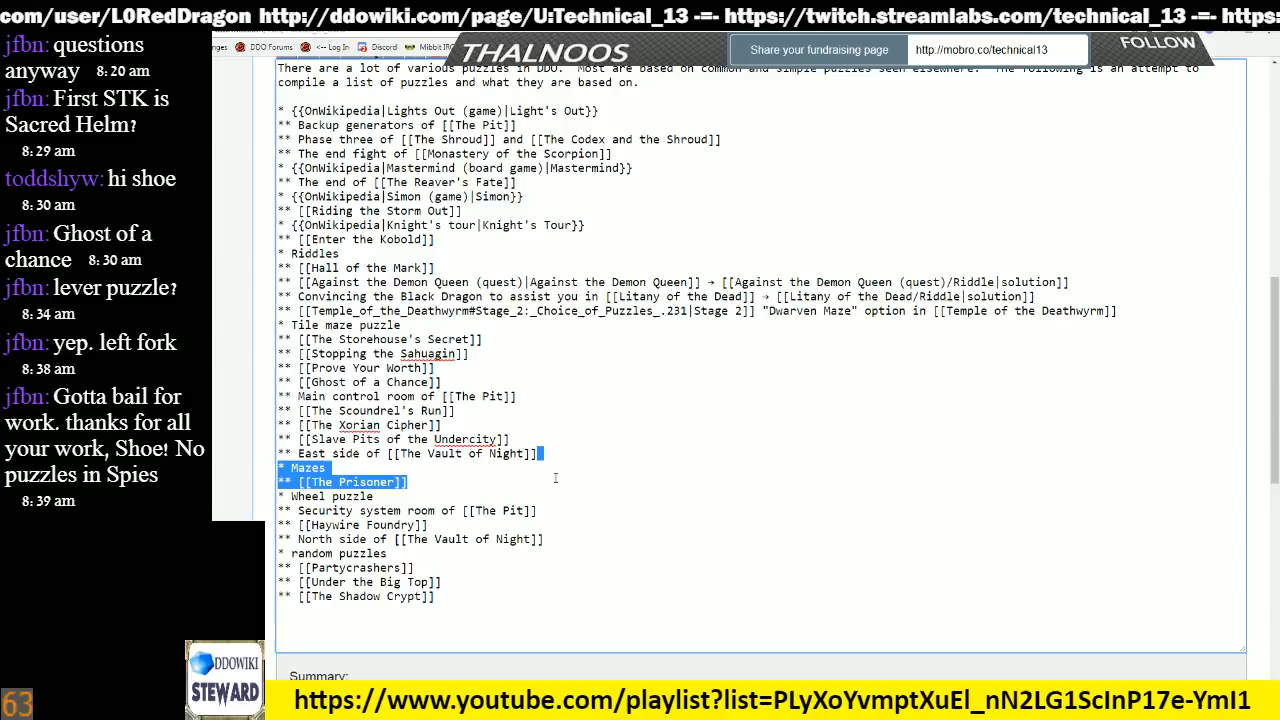 com/user/L0RedDragon http://ddowiki.com/page/U:Technical_13 -=- https://twitch.streamlabs.com/technical_13 -=- https:
jfbn: questions
anyway 8:20 am
jfbn: First STK is
Sacred Helm?
8:29 am
toddshyw: hi shoe
8:30 am
jfbn: Ghost of a
chance 8:30 am
jfbn: lever puzzle?
8:34 am
jfbn: yep. left fork
8:38 am
jfbn: Gotta bail for
work. thanks for all
your work, Shoe! No
puzzles in Spies
8:39 am
DDO Forums <-- Log In Discord Mibbit
THALNOOS
Share your fundraising page
http://mobro.co/technical13
FOLLOW
There are a lot of various puzzles in DDO. Most are based on common and simple puzzles seen elsewhere. The following is an attempt to
compile a list of puzzles and what they are based on.
* {{OnWikipedia|Lights Out (game)|Light's Out}}
** Backup generators of [[The Pit]]
** Phase three of [[The Shroud]] and [[The Codex and the Shroud]]
** The end fight of [[Monastery of the Scorpion]]
* {{OnWikipedia|Mastermind (board game)|Mastermind}}
** The end of [[The Reaver's Fate]]
* {{OnWikipedia|Simon (game)|Simon}}
** [[Riding the Storm Out]]
* {{OnWikipedia|Knight's tour|Knight's Tour}}
** [[Enter the Kobold]]
* Riddles
** [[Hall of the Mark]]
** [[Against the Demon Queen (quest)|Against the Demon Queen]] → [[Against the Demon Queen (quest)/Riddle|solution]]
** Convincing the Black Dragon to assist you in [[Litany of the Dead]] → [[Litany of the Dead/Riddle|solution]]
** [[Temple_of_the_Deathwyrm#Stage_2:_Choice_of_Puzzles_.231|Stage 2]] "Dwarven Maze" option in [[Temple of the Deathwyrm]]
* Tile maze puzzle
** [[The Storehouse's Secret]]
** [[Stopping the Sahuagin]]
** [[Prove Your Worth]]
** [[Ghost of a Chance]]
** Main control room of [[The Pit]]
** [[The Scoundrel's Run]]
** [[The Xorian Cipher]]
** [[Slave Pits of the Undercity]]
** East side of [[The Vault of Night]]
* Mazes
** [[The Prisoner]]
* Wheel puzzle
** Security system room of [[The Pit]]
** [[Haywire Foundry]]
** North side of [[The Vault of Night]]
* random puzzles
** [[Partycrashers]]
** [[Under the Big Top]]
** [[The Shadow Crypt]]
Summary:
DDOWIKI
STEWARD
63
https://www.youtube.com/playlist?list=PLyXoYvmptXuEl_nN2LG1ScInP17e-YmI1